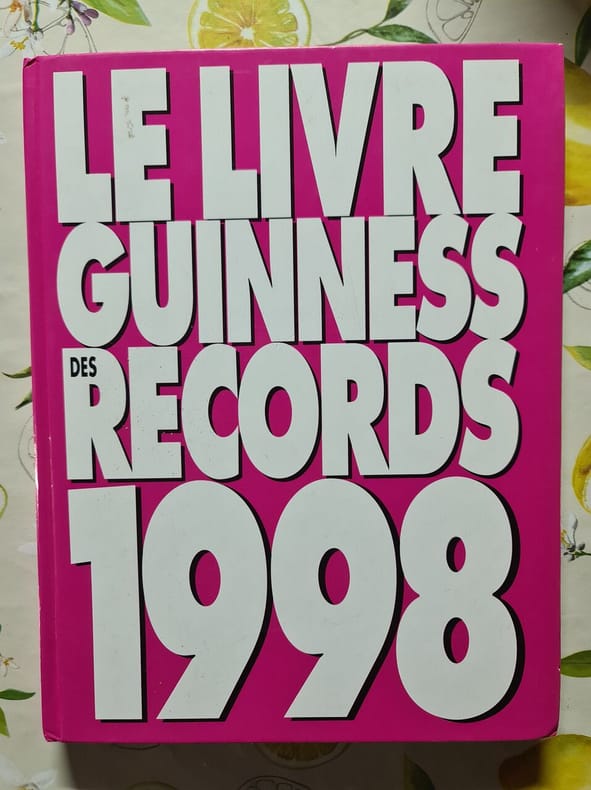 LE LIVRE
GUINNESS
DES RECORDS
1998